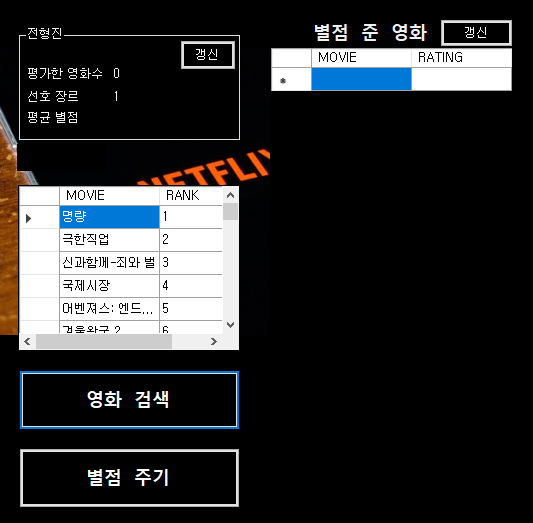 전형진
갱신
평가한 영화수 0
선호 장르 1
평균 별점
별점 준 영화 갱신
MOVIE RATING
*
NETFLIX
MOVIE RANK
명량 1
극한직업 2
신과함께-죄와 벌 3
국제시장 4
어벤져스: 엔드... 5
겨울왕국 2 6
영화 검색
별점 주기